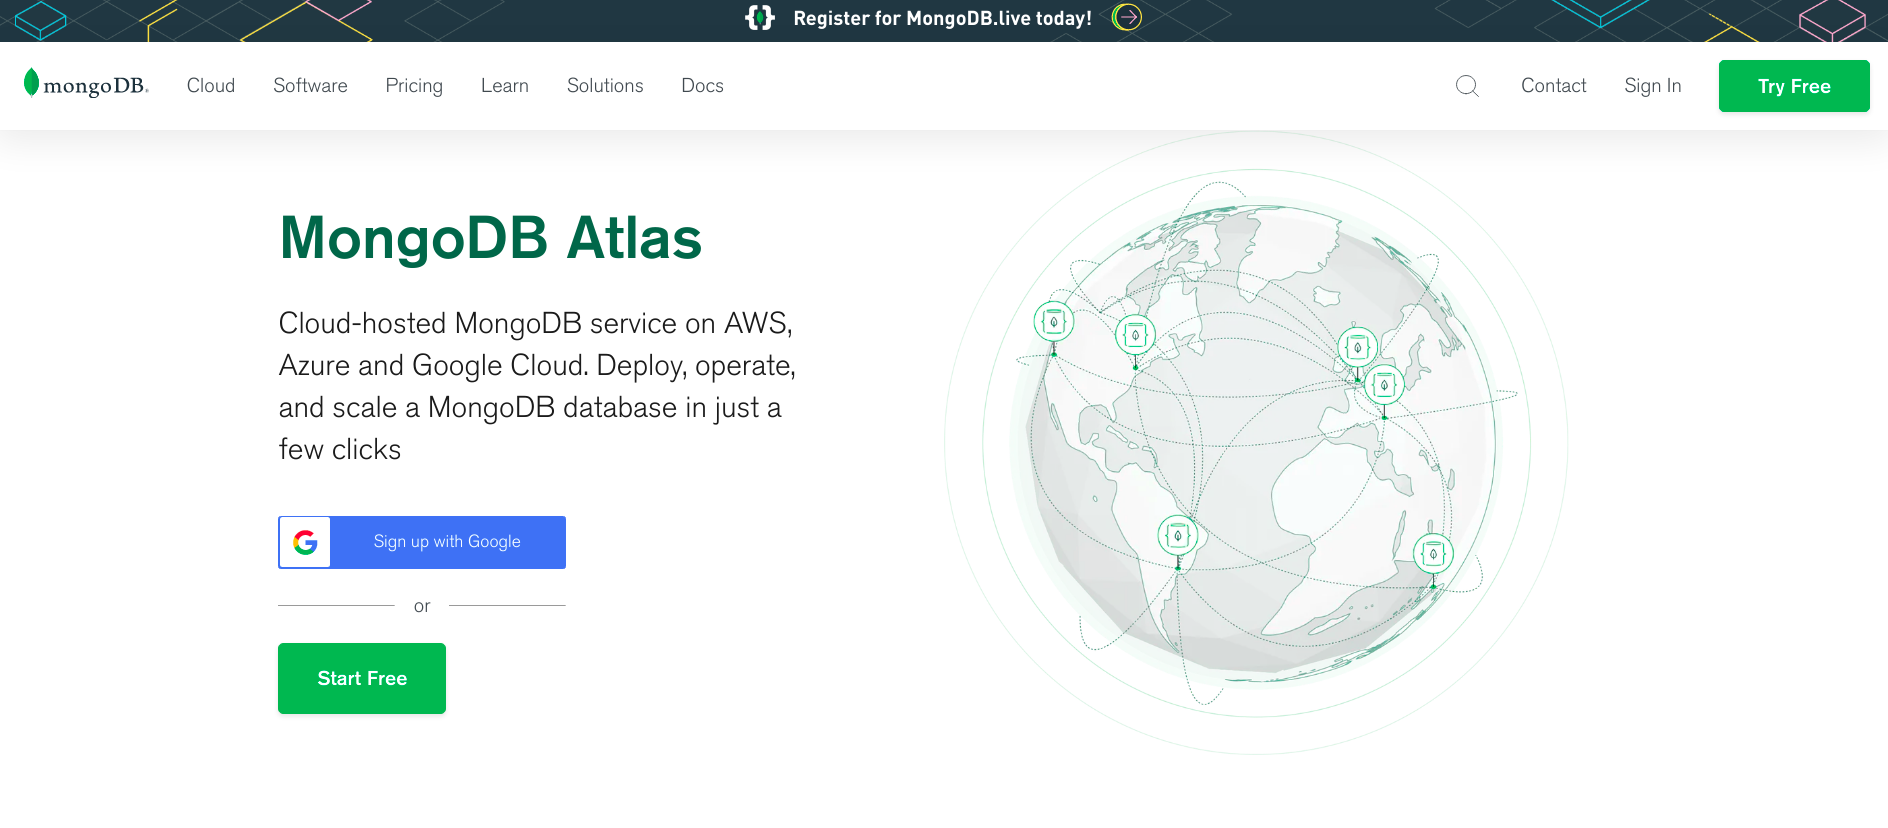 Register for MongoDB.live today!
mongoDB®
Cloud
Software
Pricing
Learn
Solutions
Docs
Contact
Sign In
Try Free
MongoDB Atlas
Cloud-hosted MongoDB service on AWS,
Azure and Google Cloud. Deploy, operate,
and scale a MongoDB database in just a
few clicks
Sign up with Google
or
Start Free